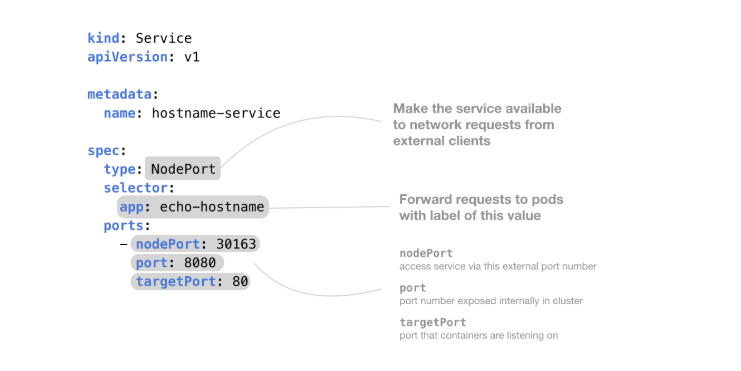 kind: Service
apiVersion: v1
metadata:
name: hostname-service
spec:
type: NodePort
selector:
app: echo-hostname
ports:
- nodePort: 30163
port: 8080
targetPort: 80
Make the service available
to network requests from
external clients
Forward requests to pods
with label of this value
nodePort
access service via this external port number
port
port number exposed internally in cluster
targetPort
port that containers are listening on